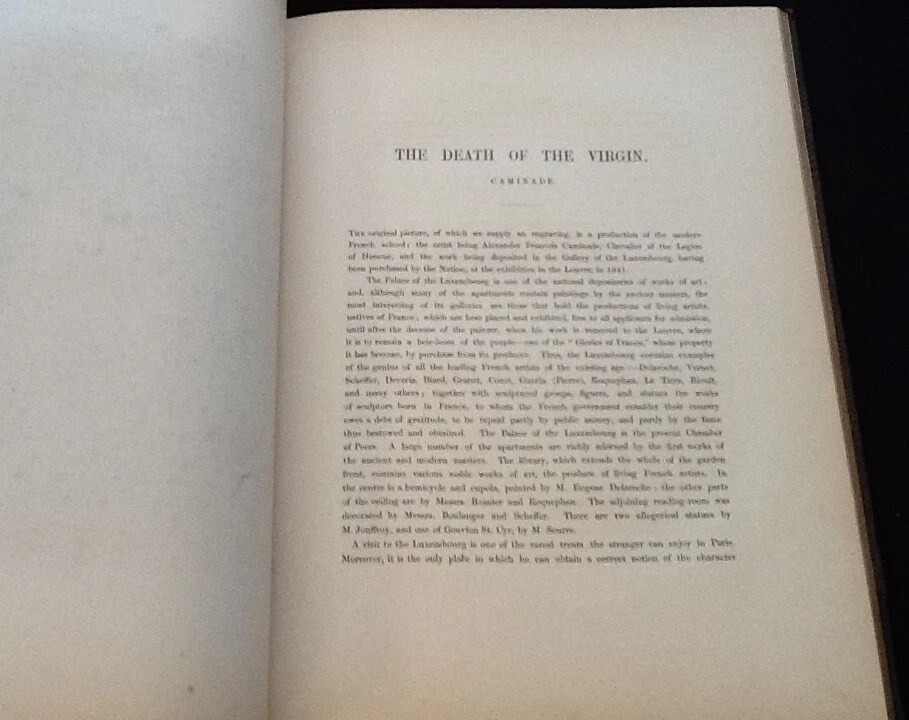 THE DEATH OF THE VIRGIN.
CAMINADE.
THE original picture, of which we supply an engraving, is a production of the modern
French school; the artist being Alexander François Caminade, Chevalier of the Legion
of Honour, and the work being deposited in the Gallery of the Luxembourg, having
been purchased by the Nation, at the exhibition in the Louvre, in 1841.
The Palace of the Luxembourg is one of the national depositories of works of art;
and, although many of the apartments contain paintings by the ancient masters, the
most interesting of its galleries are those that hold the productions of living artists,
natives of France; which are here placed and exhibited, free to all applicants for admission,
until after the decease of the painter, when his work is removed to the Louvre, where
it is to remain a heir-loom of the people—one of the "Glories of France," whose property
it has become, by purchase from its producer. Thus, the Luxembourg contains examples
of the genius of all the leading French artists of the existing age—Delaroche, Vernet,
Scheffer, Deveria, Biard, Granet, Couet, Guerin (Pierre), Roqueplan, Le Tiers,
and many others; together with sculptured groups, figures, and statues the works
of sculptors born in France, to whom the French government consider their country
owes a debt of gratitude, to be repaid partly by public money, and partly by the fame
thus bestowed and obtained. The Palace of the Luxembourg is the present Chamber
of Peers. A large number of the apartments are richly adorned by the first works of
the ancient and modern masters. The library, which extends the whole of the garden
front, contains various noble works of art, the produce of living French artists. In
the centre is a hemicycle and cupola, painted by M. Eugene Delaroche; the other parts
of the ceiling are by Messrs. and Roqueplan. The adjoining reading-room was
decorated by Messrs. Boulanger and Scheffer. There are two allegorical statues by
M. Jouffroy, and one of Gouvion St. Cyr, by M. Seurre.
A visit to the Luxembourg is one of the rarest treats the stranger can enjoy in Paris.
Moreover, it is the only place in which he can obtain a correct notion of the character